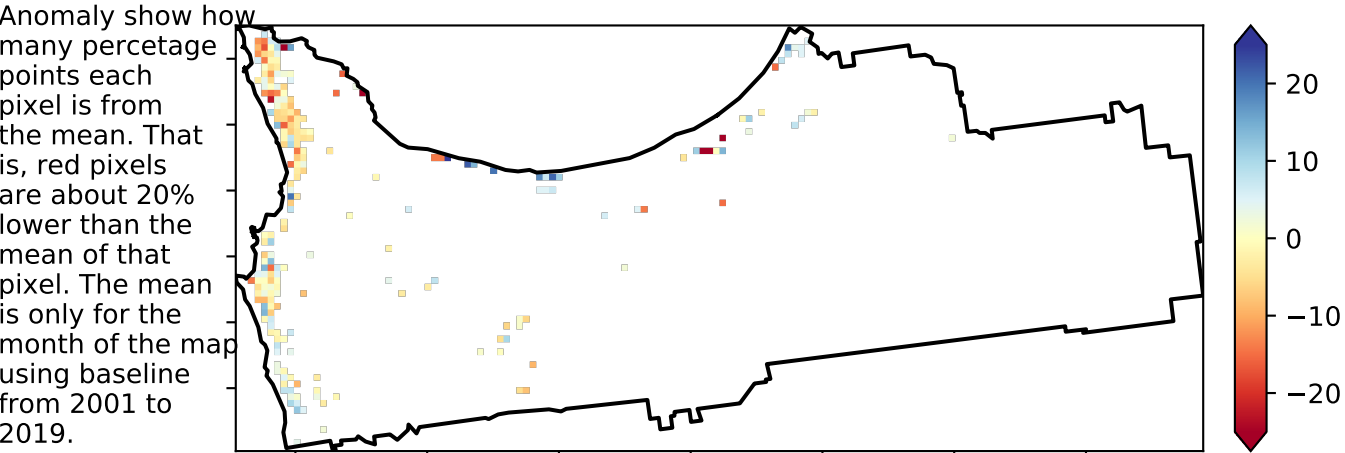 Anomaly show how
many percetage
points each
pixel is from
the mean. That
is, red pixels
are about 20%
lower than the
mean of that
pixel. The mean
is only for the
month of the map
using baseline
from 2001 to
2019.
20
10
0
−10
−20